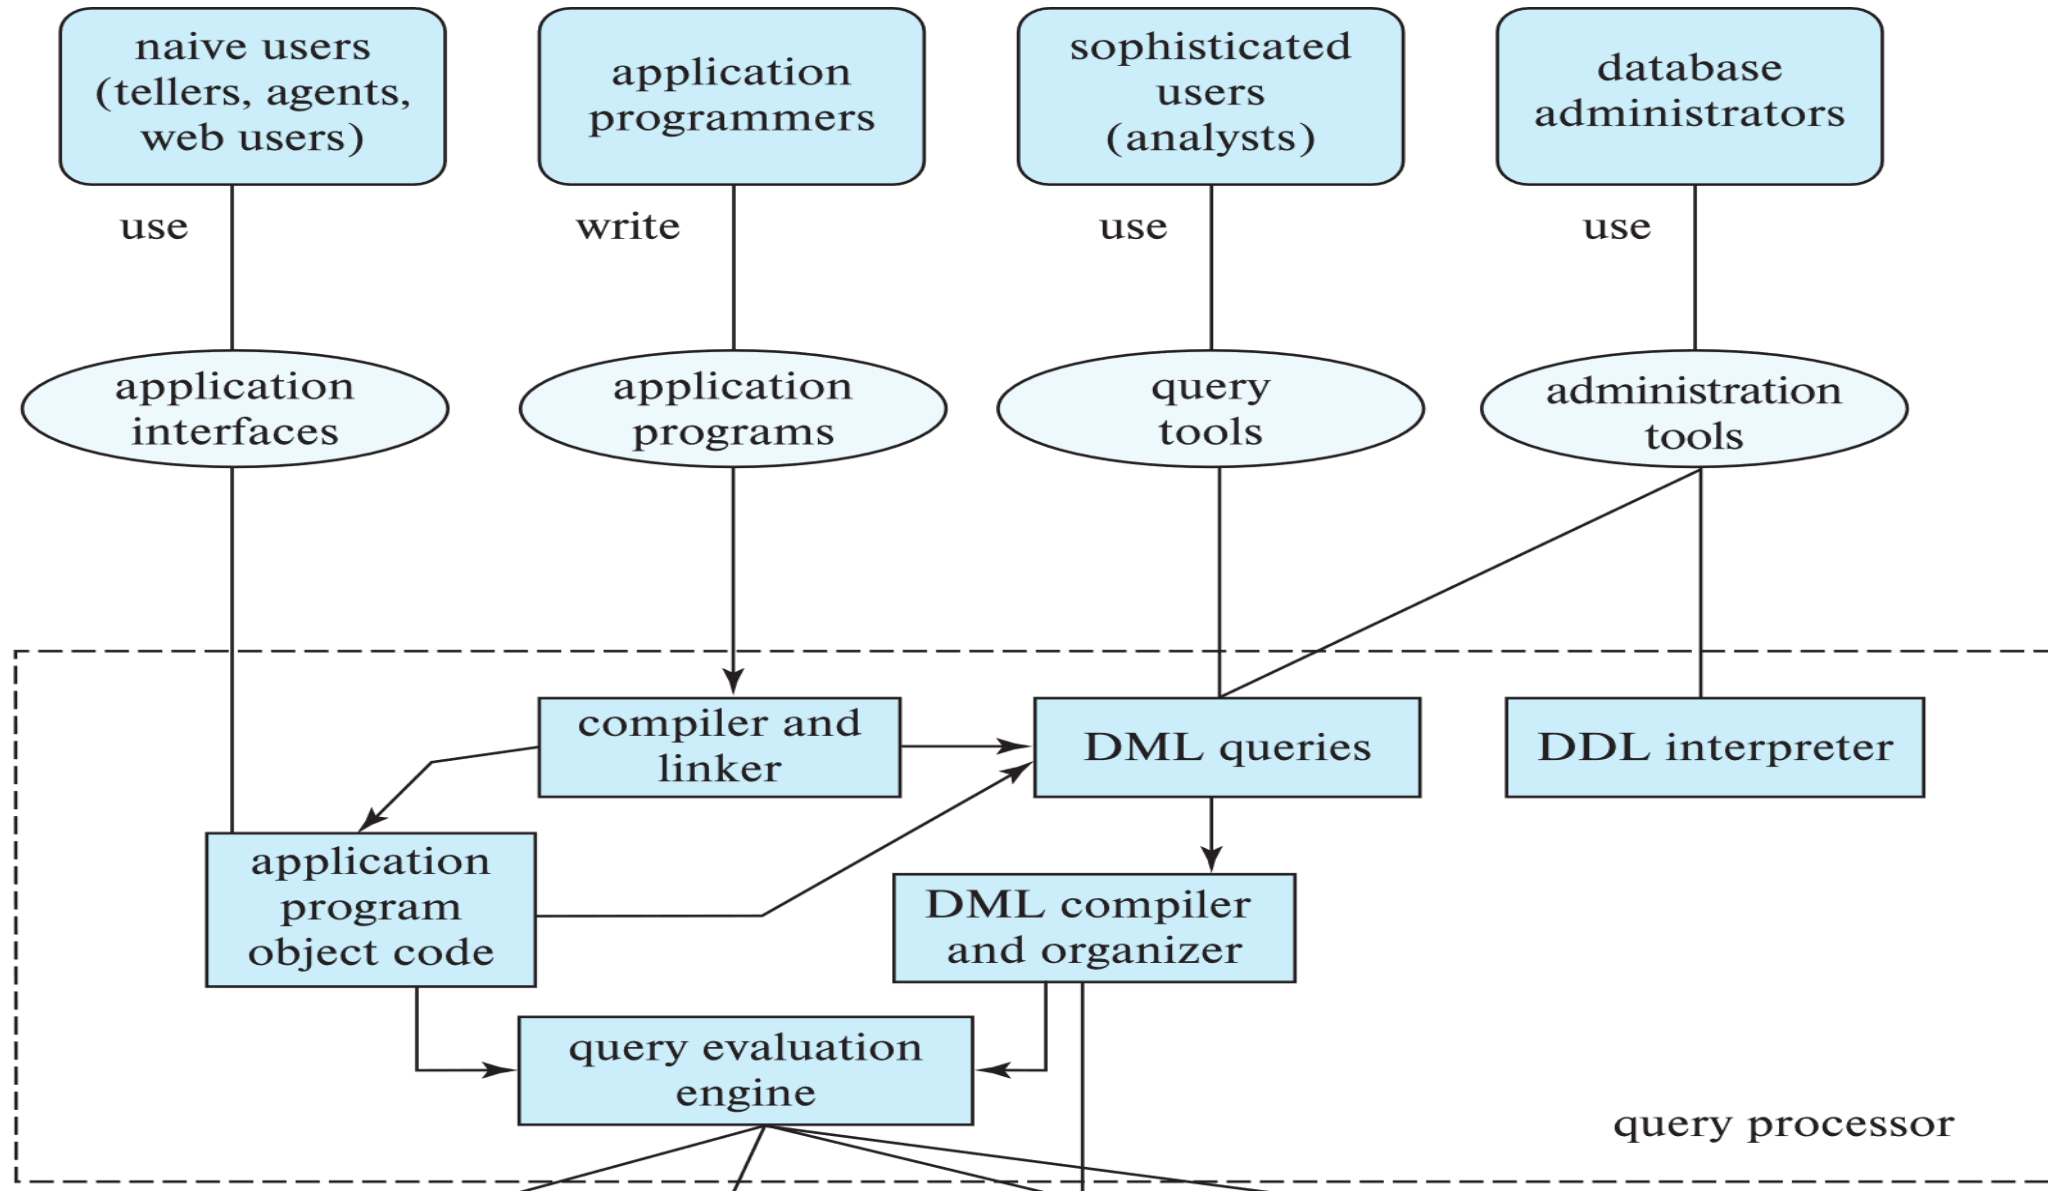 naive users
(tellers, agents,
web users)
application
programmers
sophisticated
users
(analysts)
database
administrators
use
write
use
use
application
interfaces
application
programs
query
tools
administration
tools
compiler and
linker
DML queries
DDL interpreter
application
program
object code
DML compiler
and organizer
query evaluation
engine
query processor